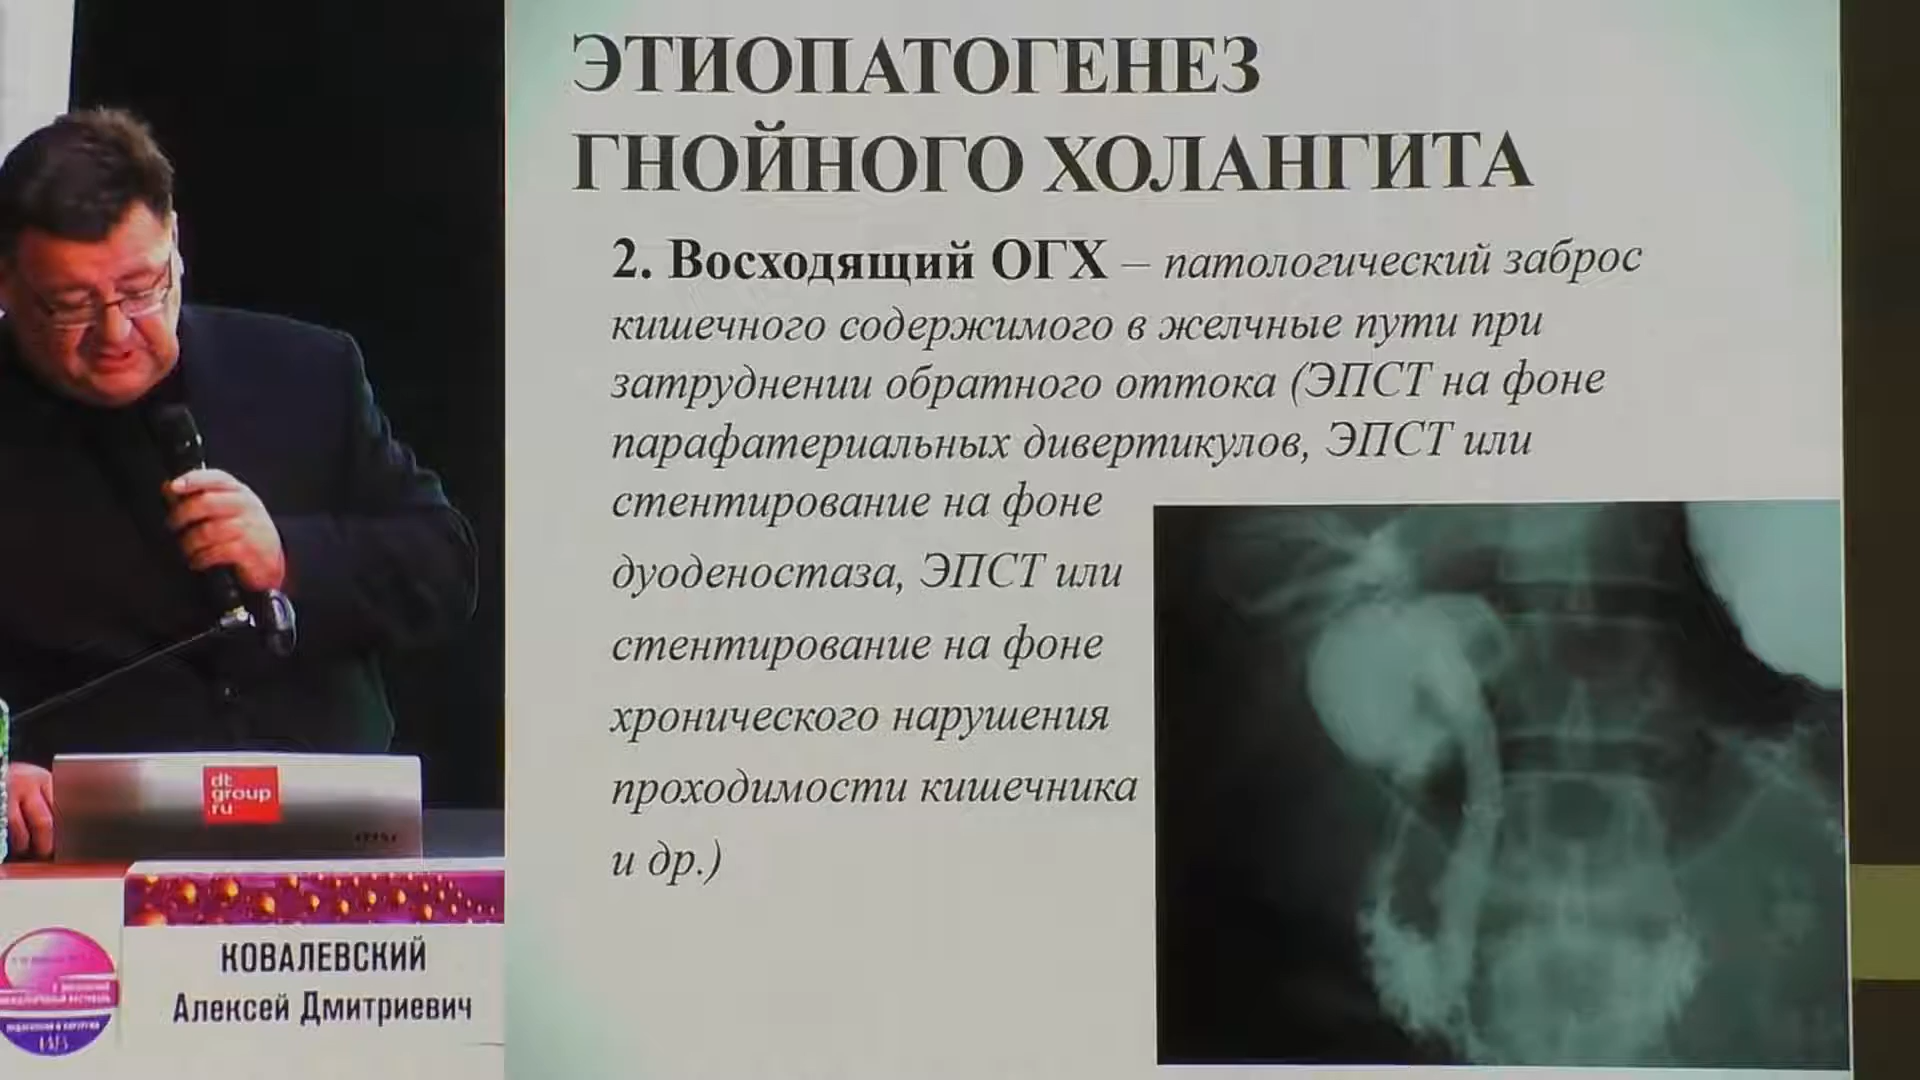 ЭТИОПАТОГЕНЕЗ
ГНОЙНОГО ХОЛАНГИТА
2. Восходящий ОГХ – патологический заброс
кишечного содержимого в желчные пути при
затруднении обратного оттока (ЭПСТ на фоне
парафатериальных дивертикулов, ЭПСТ или
стентирование на фоне
дуоденостаза, ЭПСТ или
стентирование на фоне
хронического нарушения
проходимости кишечника
и др.)
dt
group
.ru
КОВАЛЕВСКИЙ
Алексей Дмитриевич